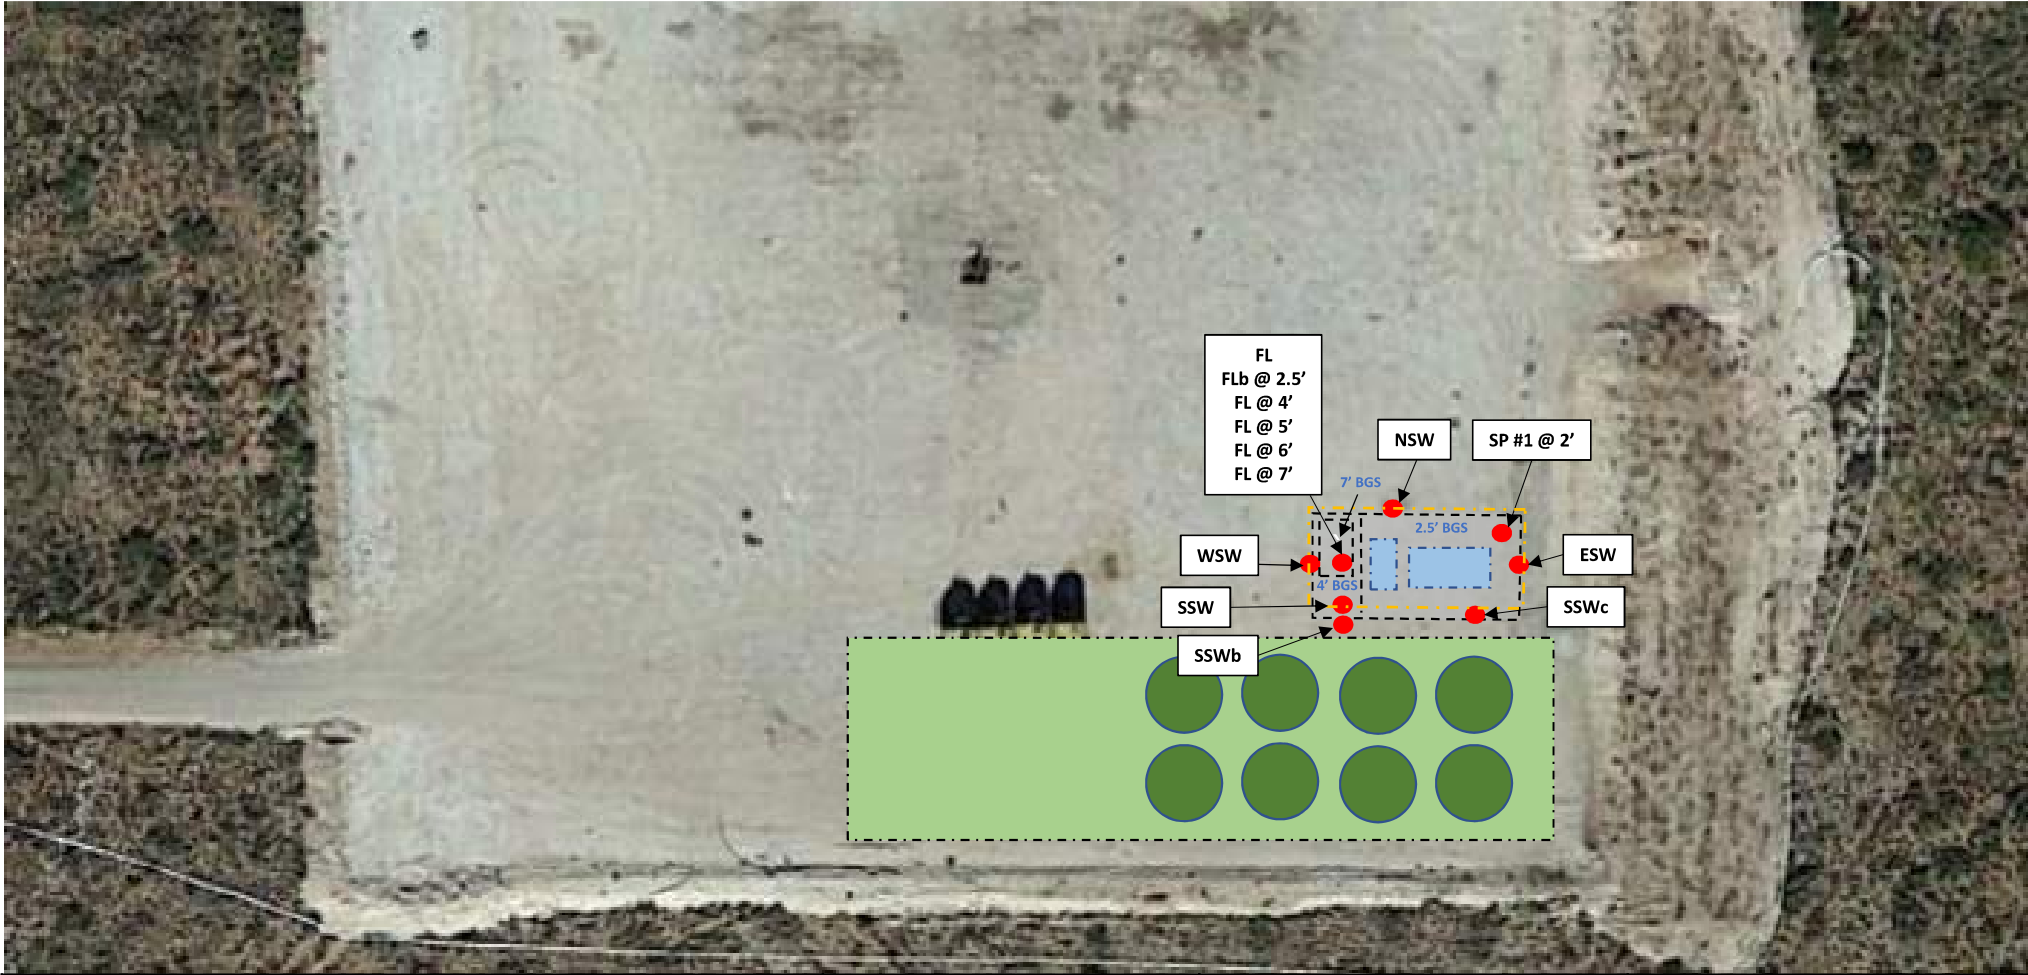 FL
FLb @ 2.5’
FL @ 4’
FL @ 5’
FL @ 6’
FL @ 7’
NSW
SP #1 @ 2’
7’ BGS
2.5’ BGS
WSW
ESW
4’ BGS
SSW
SSWc
SSWb